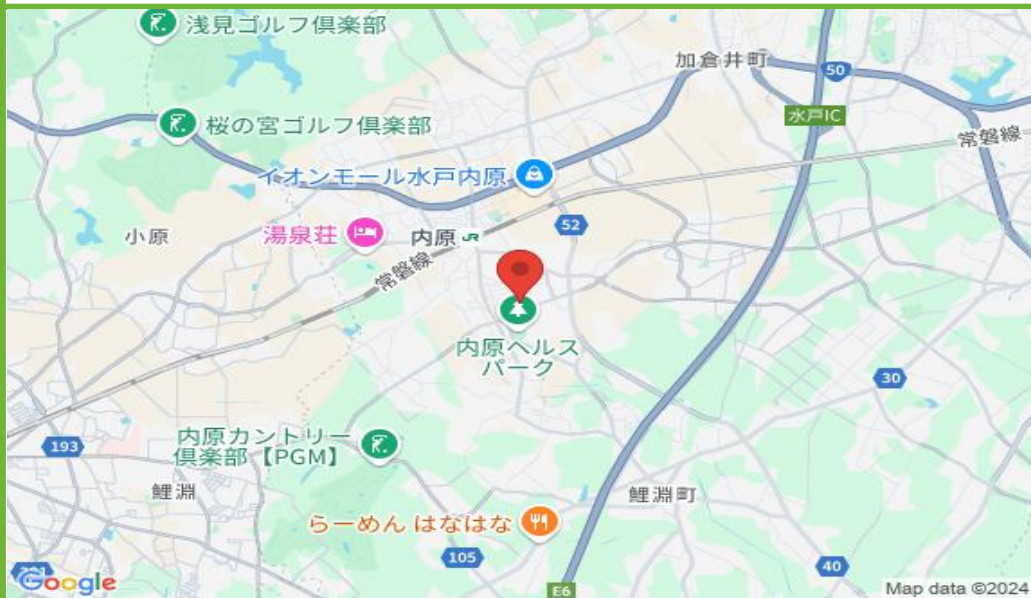 浅見ゴルフ倶楽部
加倉井町
50
桜の宮ゴルフ倶楽部
水戸IC
常磐線
イオンモール水戸内原
小原
湯泉荘
内原
JR
52
常磐線
内原ヘルス
パーク
30
193
内原カントリー
倶楽部【PGM】
鯉淵
鯉淵町
らーめん はなはな
105
40
Google
E6
Map data ©2024